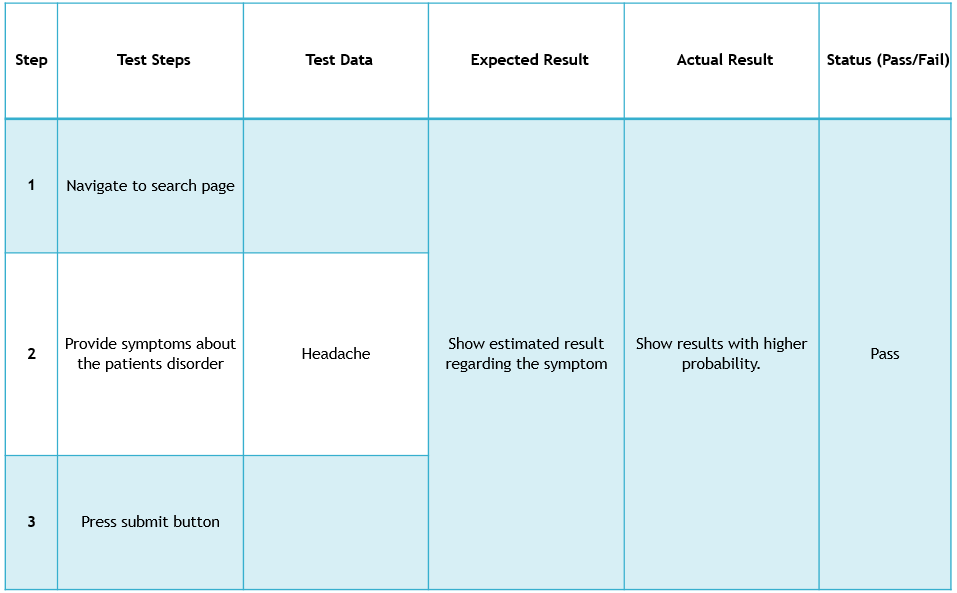 Step Test Steps Test Data Expected Result Actual Result Status (Pass/Fail)
1 Navigate to search page
2 Provide symptoms about
the patients disorder
Headache
Show estimated result
regarding the symptom
Show results with higher
probability.
Pass
3 Press submit button